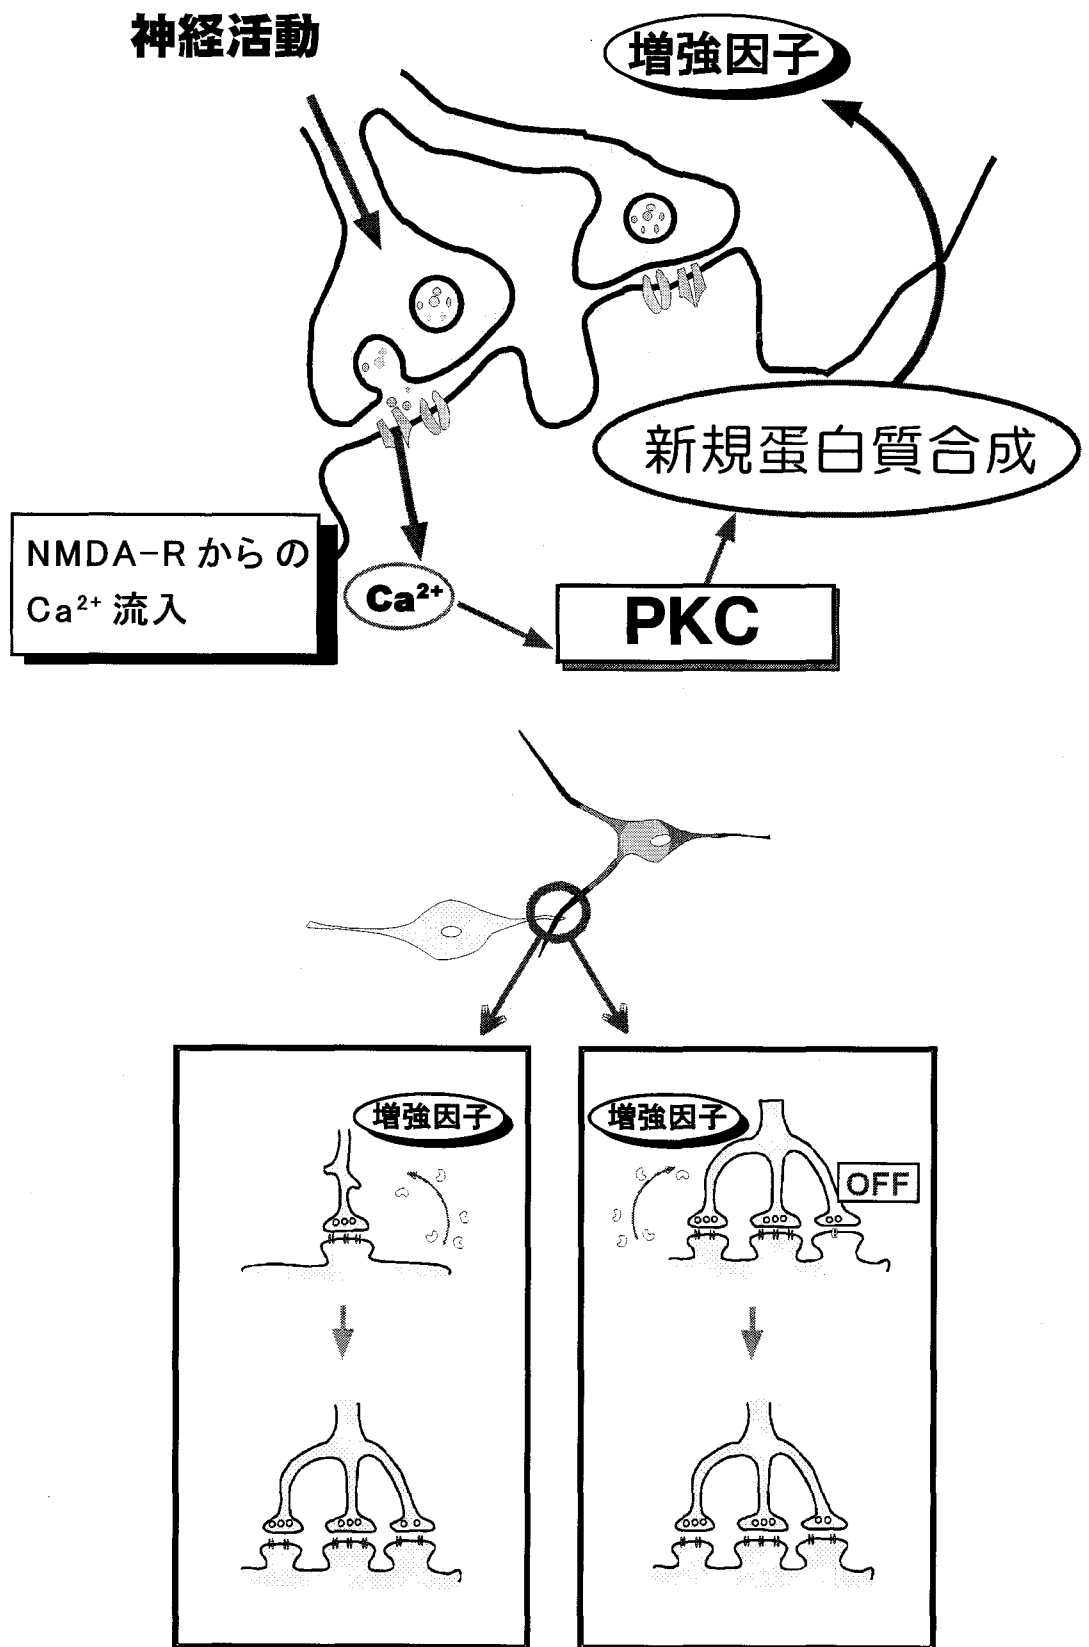 神経活動
増強因子
新規蛋白質合成
NMDA-R からの
Ca²⁺ 流入
Ca²⁺
PKC
増強因子
増強因子
OFF